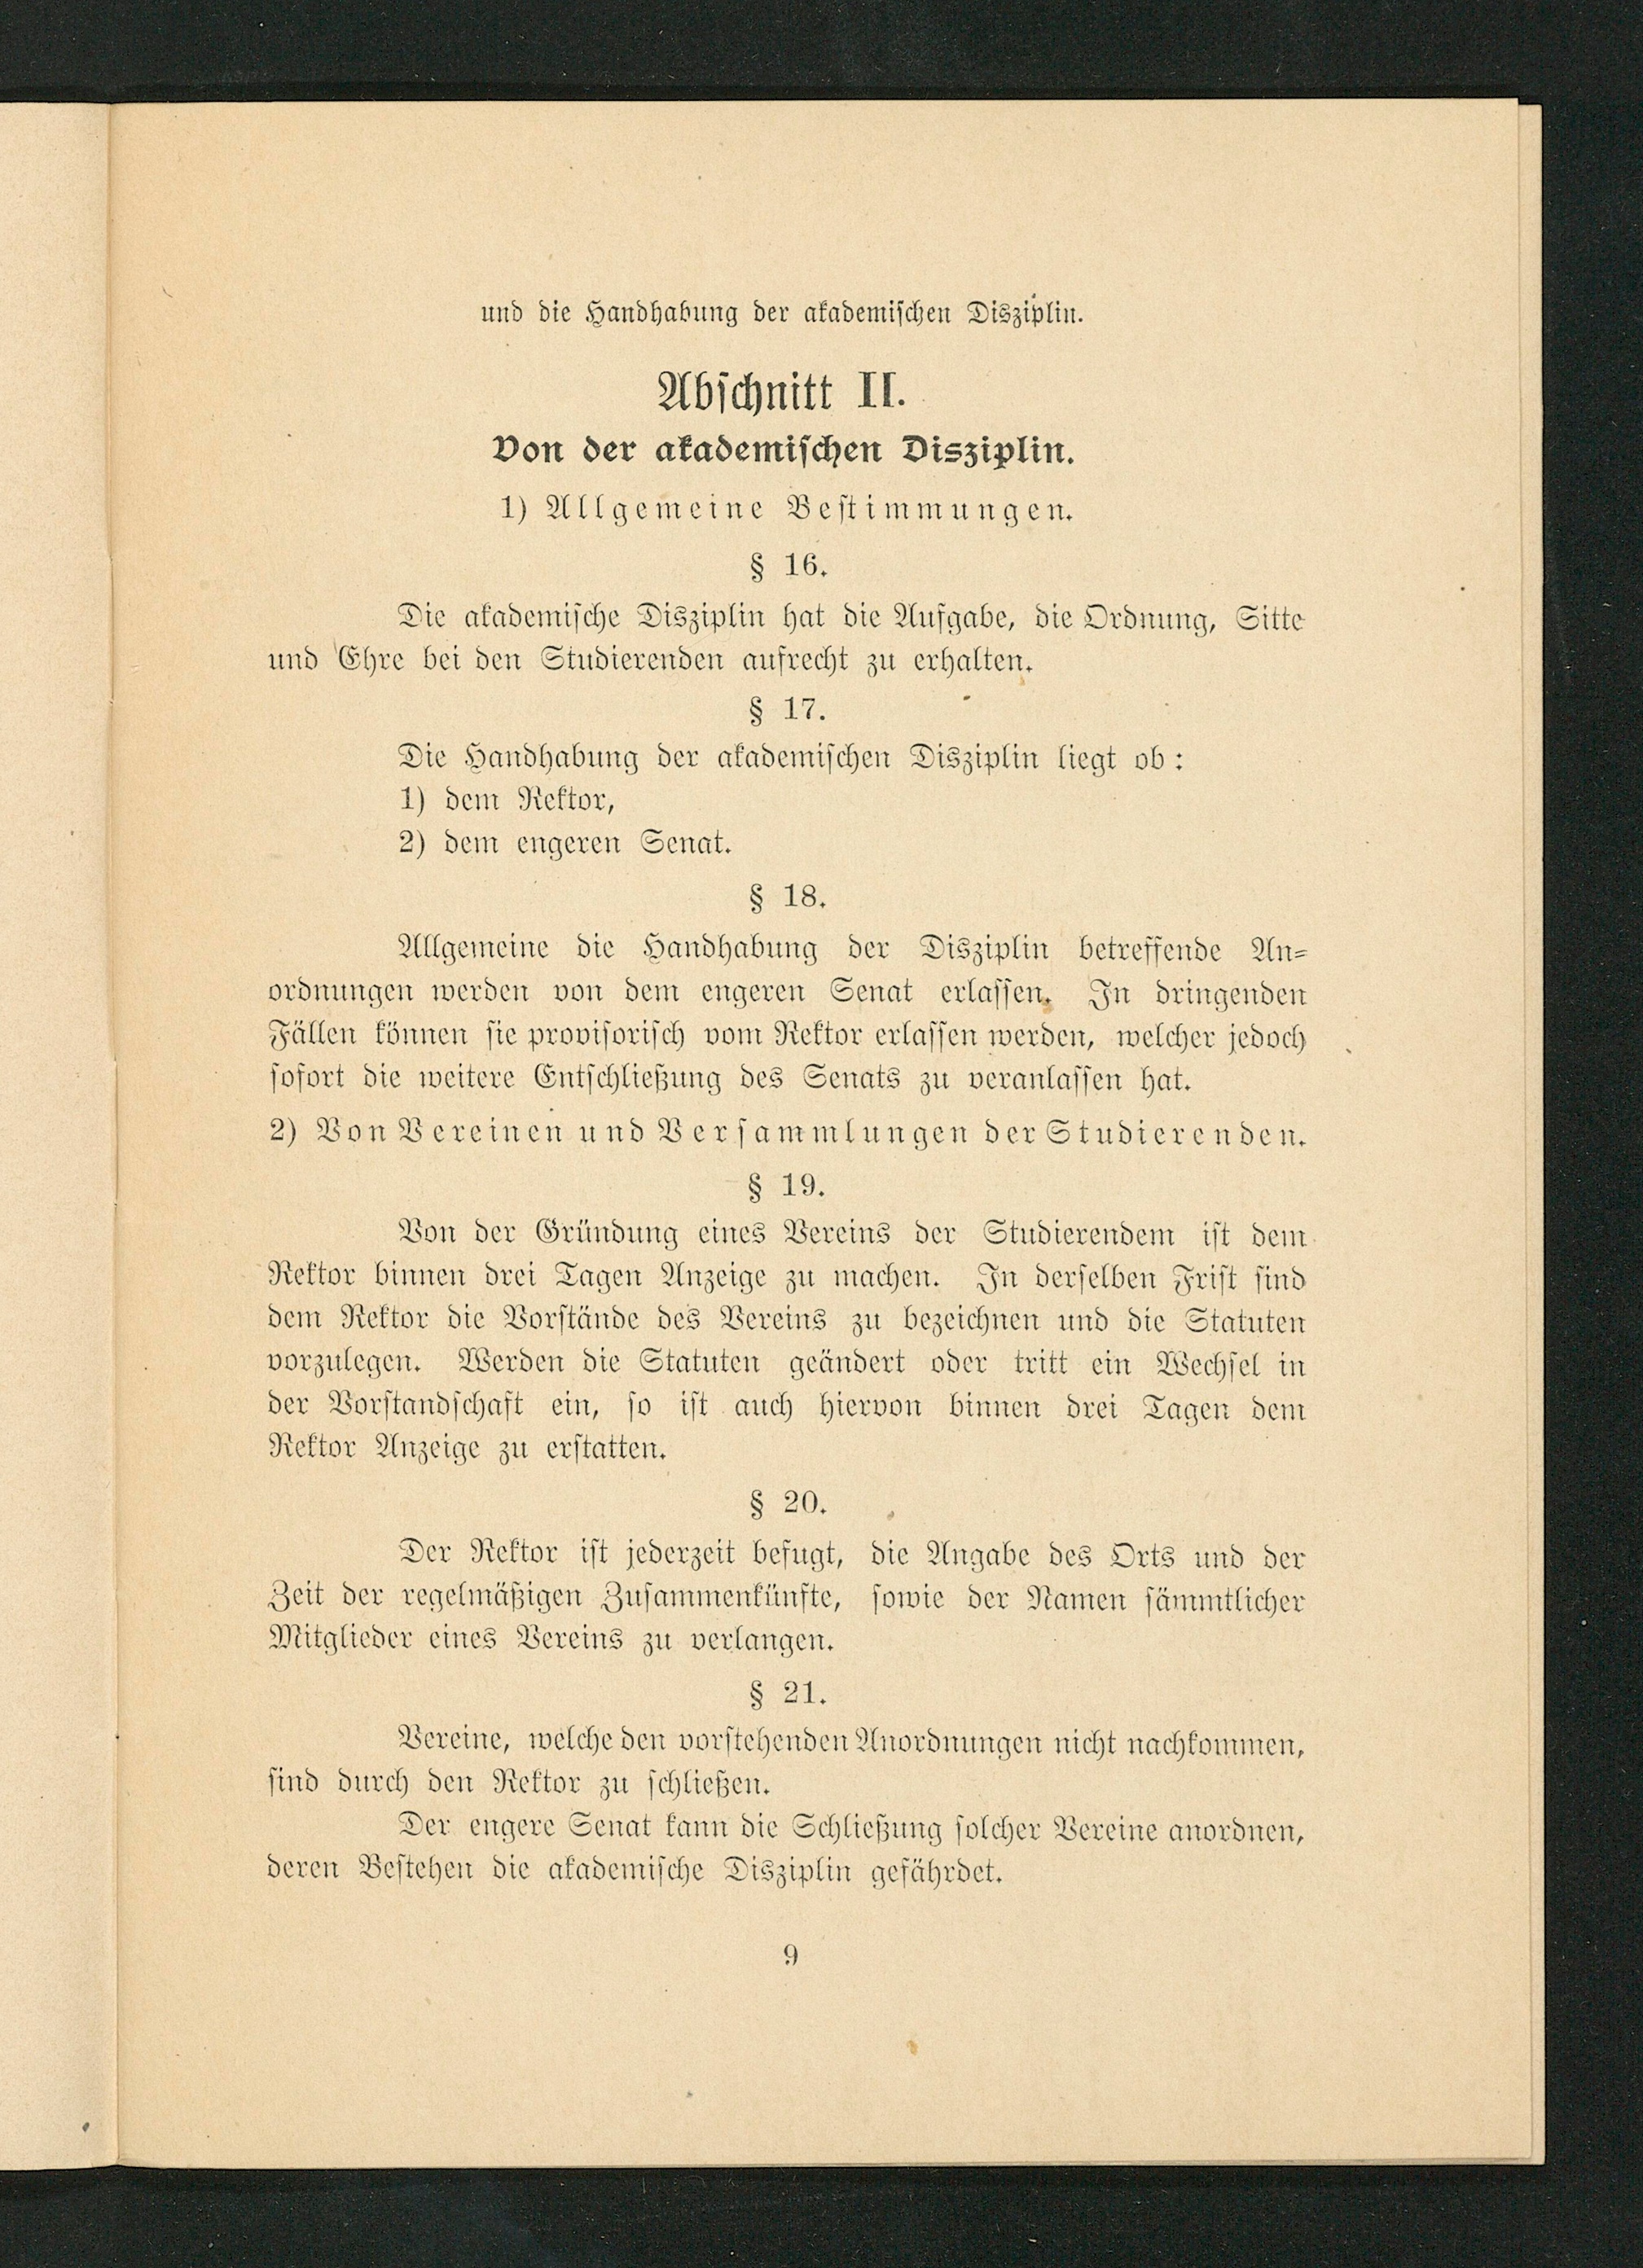 und die Handhabung der akademischen Disziplin.
Abschnitt II.
Von der akademischen Disziplin.
1) Allgemeine Bestimmungen.
§ 16.
Die akademische Disziplin hat die Aufgabe, die Ordnung, Sitte
und Ehre bei den Studierenden aufrecht zu erhalten.
§ 17.
Die Handhabung der akademischen Disziplin liegt ob:
1) dem Rektor,
2) dem engeren Senat.
§ 18.
Allgemeine die Handhabung der Disziplin betreffende An-
ordnungen werden von dem engeren Senat erlassen. In dringenden
Fällen können sie provisorisch vom Rektor erlassen werden, welcher jedoch
sofort die weitere Entschließung des Senats zu veranlassen hat.
2) Von Vereinen und Versammlungen der Studierenden.
§ 19.
Von der Gründung eines Vereins der Studierendem ist dem
Rektor binnen drei Tagen Anzeige zu machen. In derselben Frist sind
dem Rektor die Vorstände des Vereins zu bezeichnen und die Statuten
vorzulegen. Werden die Statuten geändert oder tritt ein Wechsel in
der Vorstandschaft ein, so ist auch hiervon binnen drei Tagen dem
Rektor Anzeige zu erstatten.
§ 20.
Der Rektor ist jederzeit befugt, die Angabe des Orts und der
Zeit der regelmäßigen Zusammenkünfte, sowie der Namen sämmtlicher
Mitglieder eines Vereins zu verlangen.
§ 21.
Vereine, welche den vorstehenden Anordnungen nicht nachkommen,
sind durch den Rektor zu schließen.
Der engere Senat kann die Schließung solcher Vereine anordnen,
deren Bestehen die akademische Disziplin gefährdet.
9